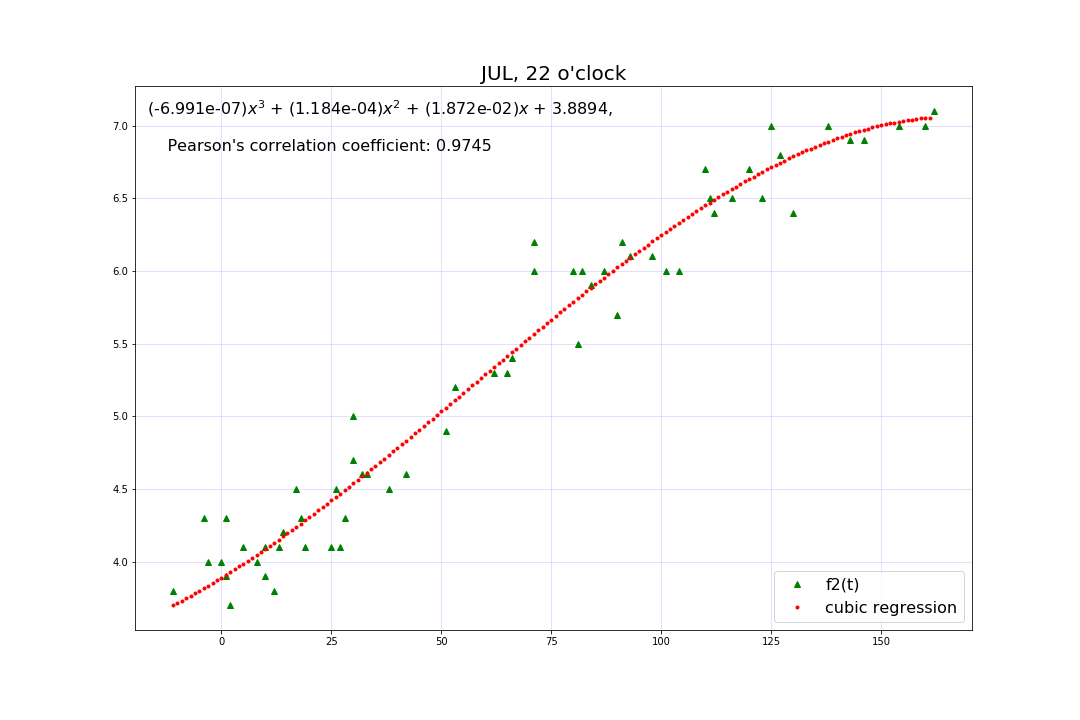 JUL, 22 o'clock
(-6.991e-07)x³ + (1.184e-04)x² + (1.872e-02)x + 3.8894,
Pearson's correlation coefficient: 0.9745
7.0
6.5
6.0
5.5
5.0
4.5
4.0
f2(t)
cubic regression
0 25 50 75 100 125 150